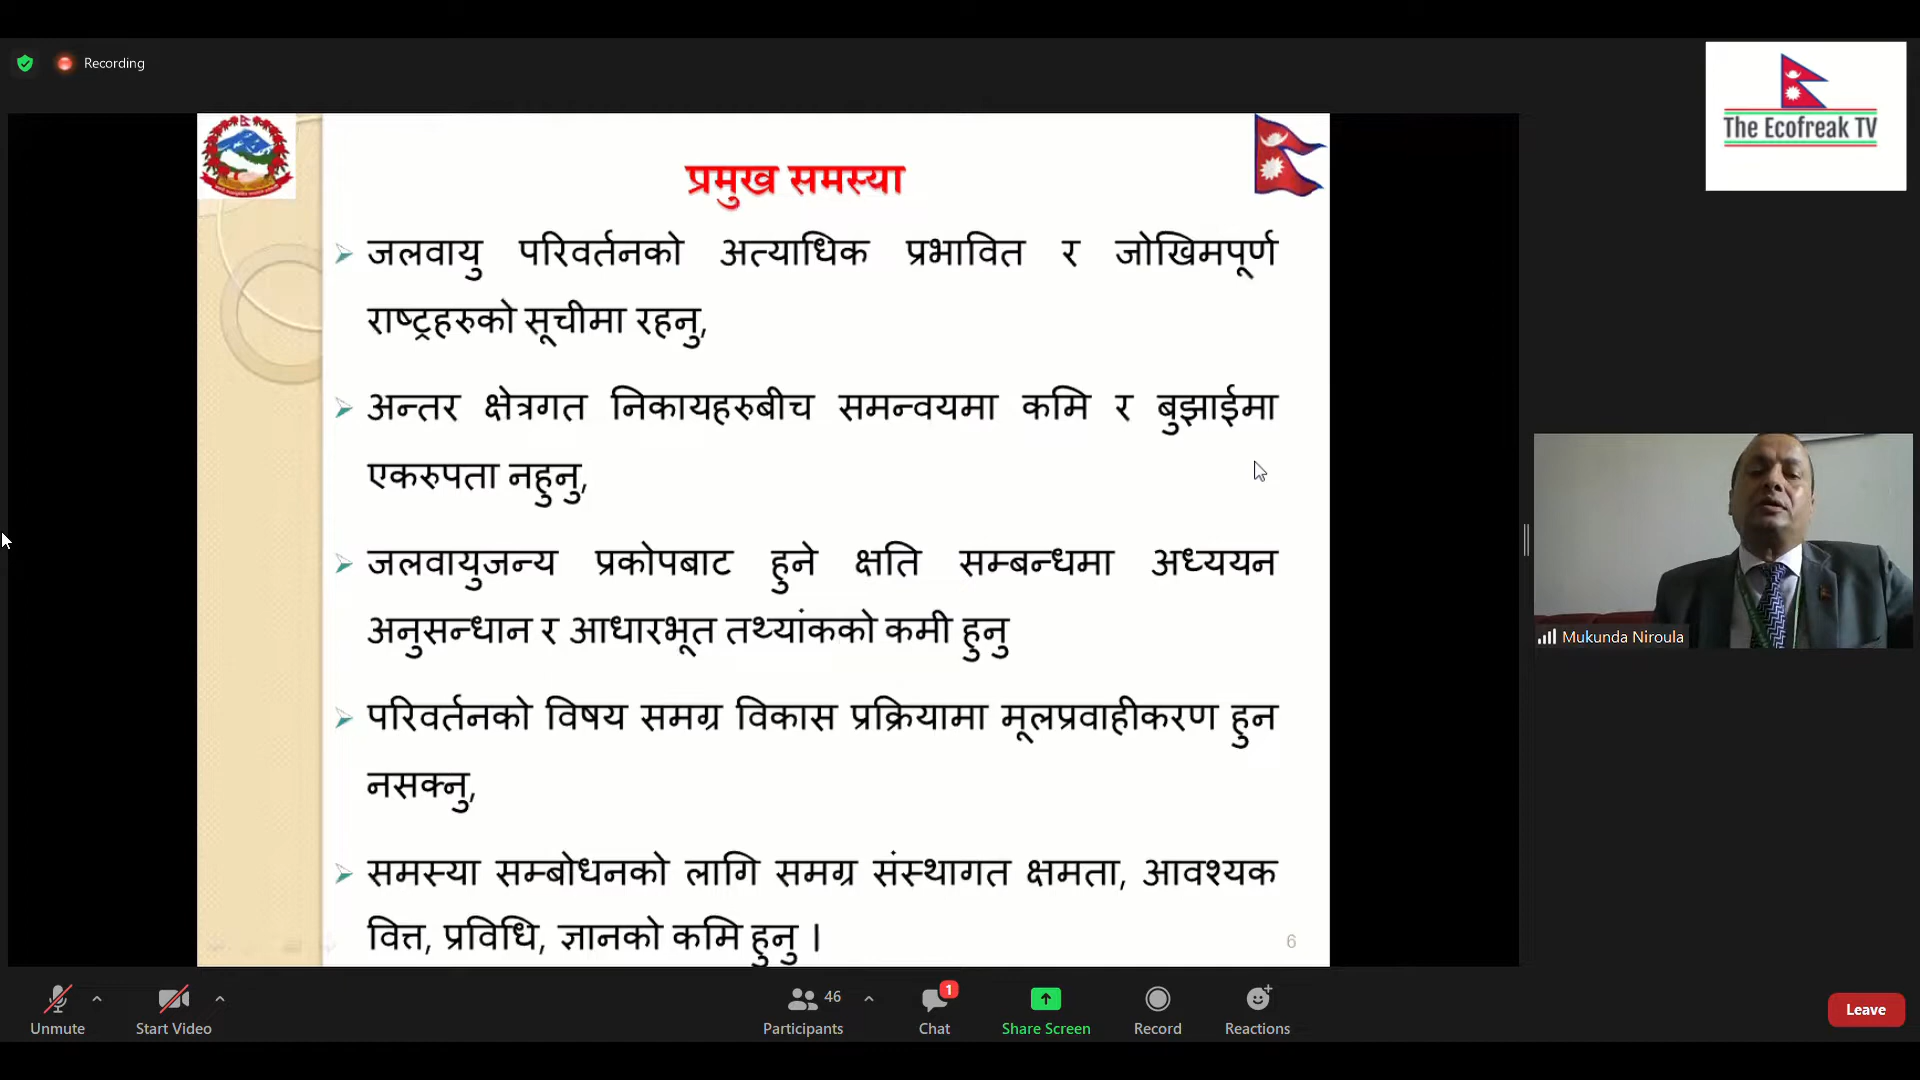 Recording
The Ecofreak TV
प्रमुख समस्या
जलवायु परिवर्तनको अत्याधिक प्रभावित र जोखिमपूर्ण
राष्ट्रहरुको सूचीमा रहनु,
अन्तर क्षेत्रगत निकायहरुबीच समन्वयमा कमि र बुझाईमा
एकरुपता नहुनु,
जलवायुजन्य प्रकोपबाट हुने क्षति सम्बन्धमा अध्ययन
अनुसन्धान र आधारभूत तथ्यांकको कमी हुनु
परिवर्तनको विषय समग्र विकास प्रक्रियामा मूलप्रवाहीकरण हुन
नसक्नु,
समस्या सम्बोधनको लागि समग्र संस्थागत क्षमता, आवश्यक
वित्त, प्रविधि, ज्ञानको कमि हुनु ।
6
Mukunda Niroula
Unmute
Start Video
46
Participants
1
Chat
Share Screen
Record
Reactions
Leave